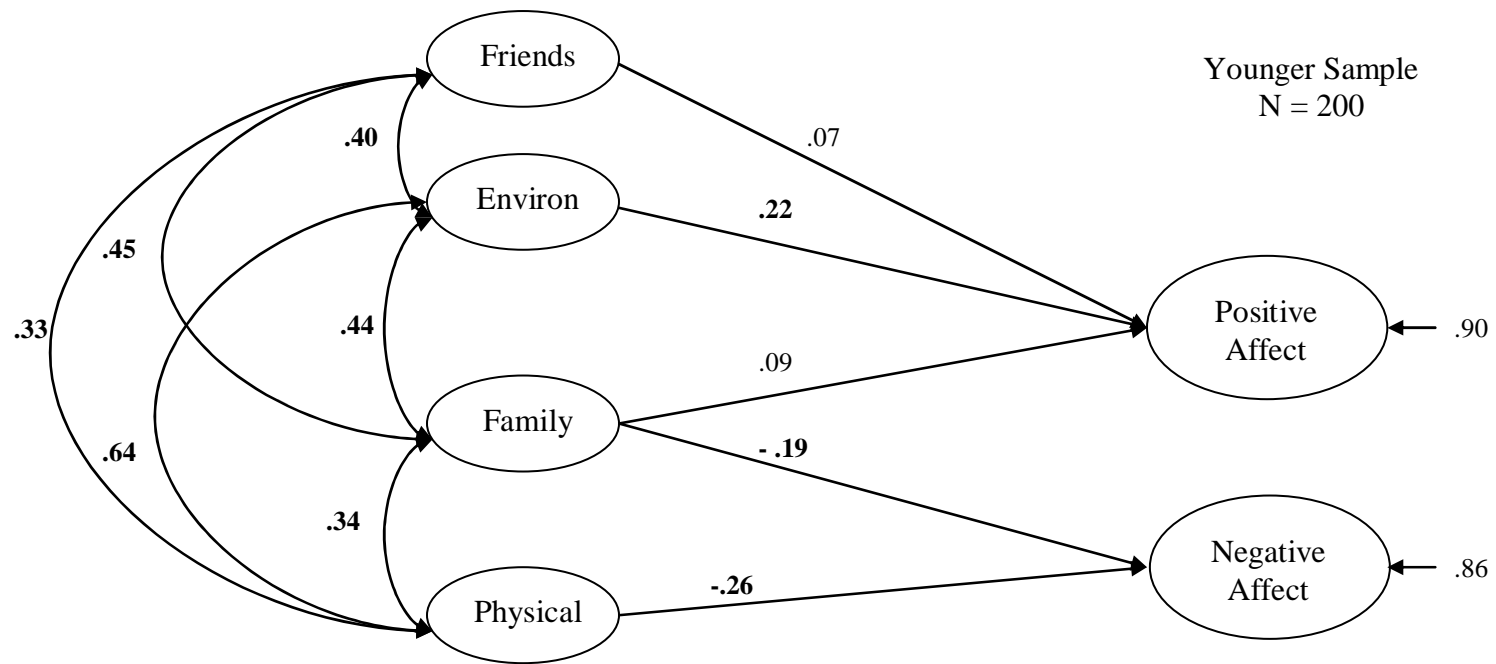 Friends
Younger Sample
N = 200
.40
.07
Environ
.22
.45
.33
.44
Positive
Affect
.90
.09
Family
- .19
.64
.34
Negative
Affect
.86
-.26
Physical